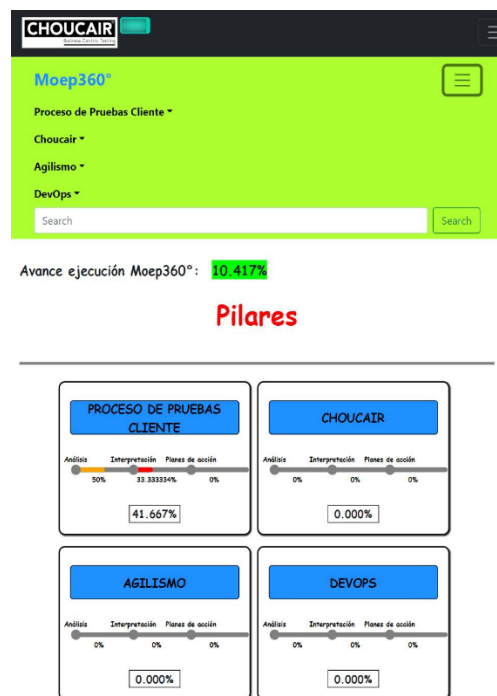 CHOUCAIR
Business Centric Testing
Moep360°
Proceso de Pruebas Cliente
Choucair
Agilismo
DevOps
Search
Search
Avance ejecución Moep360°: 10.417%
Pilares
PROCESO DE PRUEBAS
CLIENTE
Análisis Interpretación Planes de acción
50% 33.333334% 0%
41.667%
CHOUCAIR
Análisis Interpretación Planes de acción
0% 0% 0%
0.000%
AGILISMO
Análisis Interpretación Planes de acción
0% 0% 0%
0.000%
DEVOPS
Análisis Interpretación Planes de acción
0% 0% 0%
0.000%